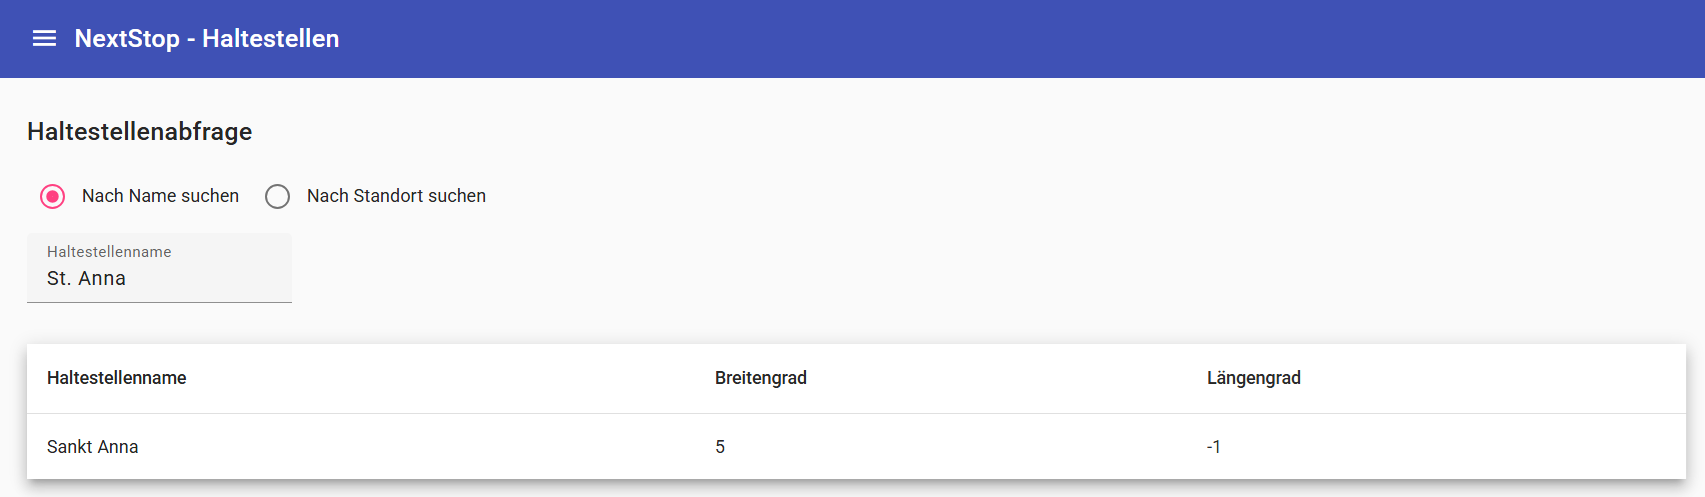 NextStop - Haltestellen
Haltestellenabfrage
Nach Name suchen Nach Standort suchen
Haltestellenname
St. Anna
Haltestellenname Breitengrad Längengrad
Sankt Anna 5 -1